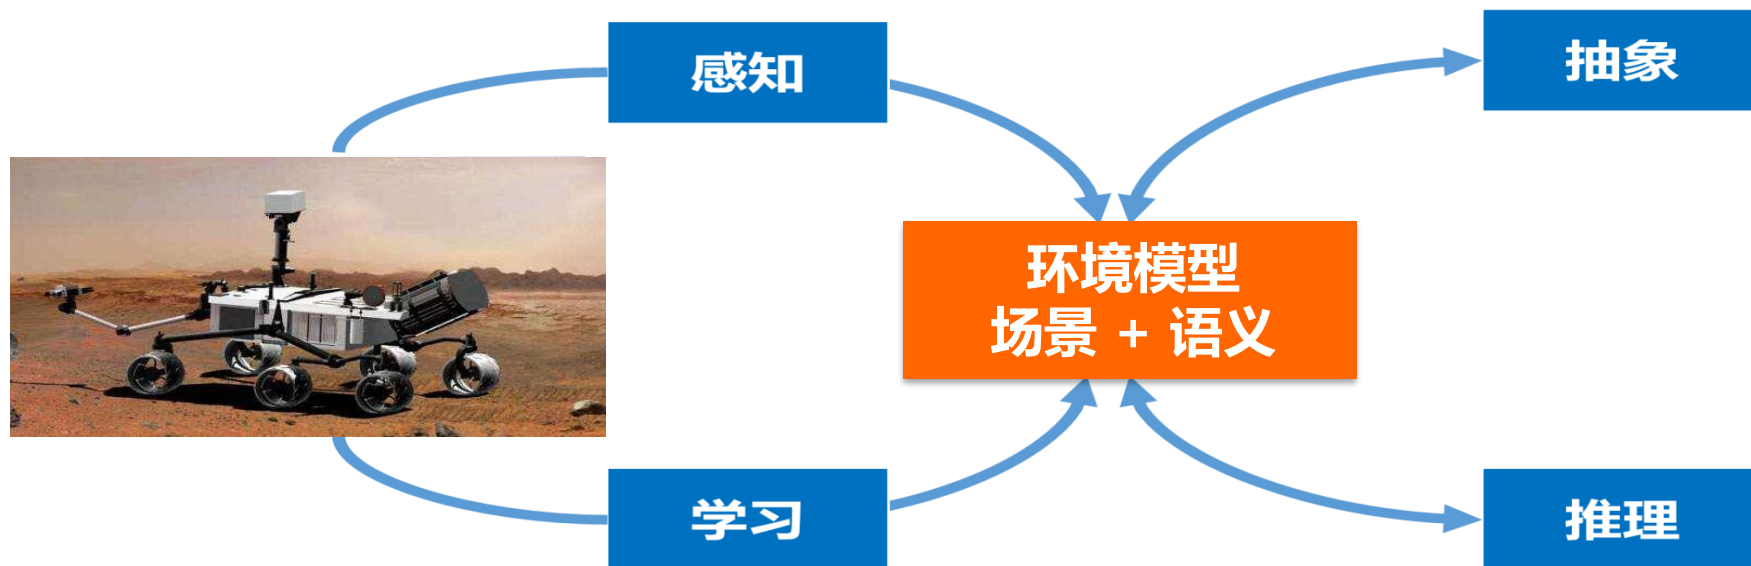 感知
抽象
环境模型
场景 + 语义
学习
推理